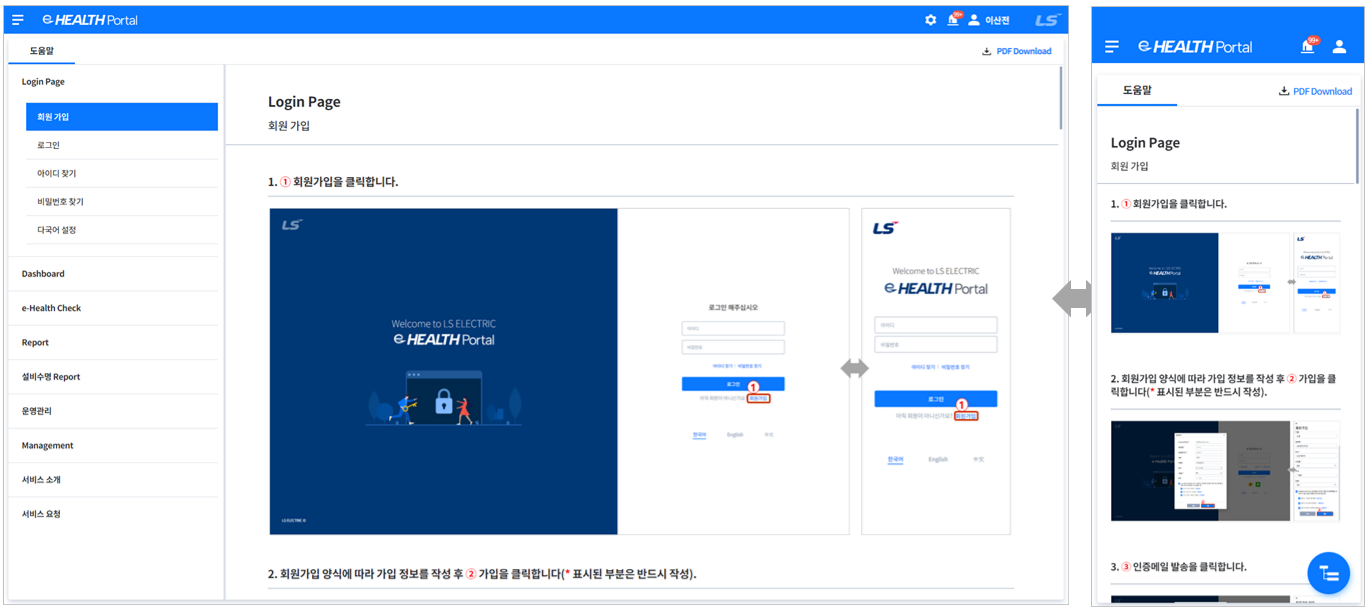 e-HEALTH Portal
99+
이산전
LS
도움말
PDF Download
Login Page
회원 가입
로그인
아이디 찾기
비밀번호 찾기
다국어 설정
Dashboard
e-Health Check
Report
설비수명 Report
운영관리
Management
서비스 소개
서비스 요청
Login Page
회원 가입
1. ① 회원가입을 클릭합니다.
LS
Welcome to LS ELECTRIC
e-HEALTH Portal
LS ELECTRIC ©
로그인 해주십시오
아이디
비밀번호
아이디 찾기 | 비밀번호 찾기
로그인
1
아직 회원이 아니신가요? 회원가입
한국어 English 中文
LS
Welcome to LS ELECTRIC
e-HEALTH Portal
아이디
비밀번호
아이디 찾기 | 비밀번호 찾기
로그인
1
아직 회원이 아니신가요? 회원가입
한국어 English 中文
2. 회원가입 양식에 따라 가입 정보를 작성 후 ② 가입을 클릭합니다(* 표시된 부분은 반드시 작성).
e-HEALTH Portal
99+
도움말
PDF Download
Login Page
회원 가입
1. ① 회원가입을 클릭합니다.
LS
e-HEALTH Portal
2. 회원가입 양식에 따라 가입 정보를 작성 후 ② 가입을 클
릭합니다(* 표시된 부분은 반드시 작성).
3. ③ 인증메일 발송을 클릭합니다.